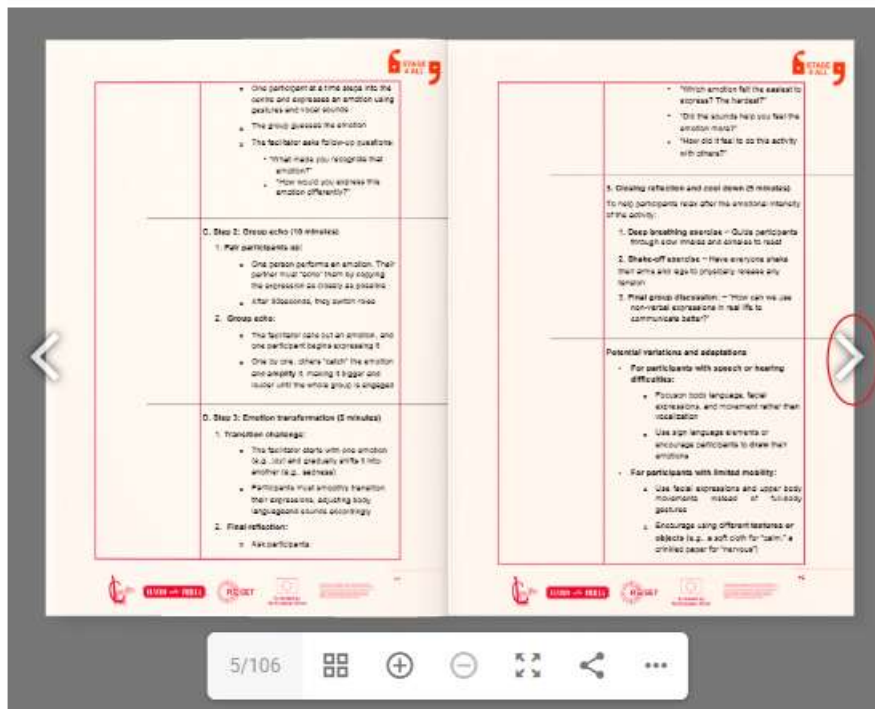 STAGE
4 ALL
One participant at a time steps into the
centre and expresses an emotion using
gestures and vocal sounds
The group guesses the emotion
The facilitator asks follow-up questions:
"What made you recognize that
emotion?"
"How would you express this
emotion differently?"
C. Step 2: Group echo (10 minutes)
1. Pair participants up:
One person performs an emotion. Their
partner must "echo" them by copying
the expression as closely as possible
After 30seconds, they switch roles
2. Group echo:
The facilitator calls out an emotion, and
one participant begins expressing it
One by one, others "catch" the emotion
and amplify it, making it bigger and
louder until the whole group is engaged
D. Step 3: Emotion transformation (5 minutes)
1. Transition challenge:
The facilitator starts with one emotion
(e.g., joy) and gradually shifts it into
another (e.g., sadness)
Participants must smoothly transition
their expressions, adjusting body
languageand sounds accordingly
2. Final reflection:
Ask participants:
STAGE
4 ALL
"Which emotion felt the easiest to
express? The hardest?"
"Did the sounds help you feel the
emotion more?"
"How did it feel to do this activity
with others?"
5. Closing reflection and cool down (5 minutes)
To help participants relax after the emotional intensity
of the activity:
1. Deep breathing exercise – Guide participants
through slow inhales and exhales to reset
2. Shake-off exercise – Have everyone shake
their arms and legs to physically release any
tension
3. Final group discussion: – "How can we use
non-verbal expressions in real life to
communicate better?"
Potential variations and adaptations
For participants with speech or hearing
difficulties:
Focuson body language, facial
expressions, and movement rather than
vocalization
Use sign language elements or
encourage participants to draw their
emotions
For participants with limited mobility:
Use facial expressions and upper body
movements instead of full-body
gestures
Encourage using different textures or
objects (e.g., a soft cloth for "calm," a
crinkled paper for "nervous")
5/106